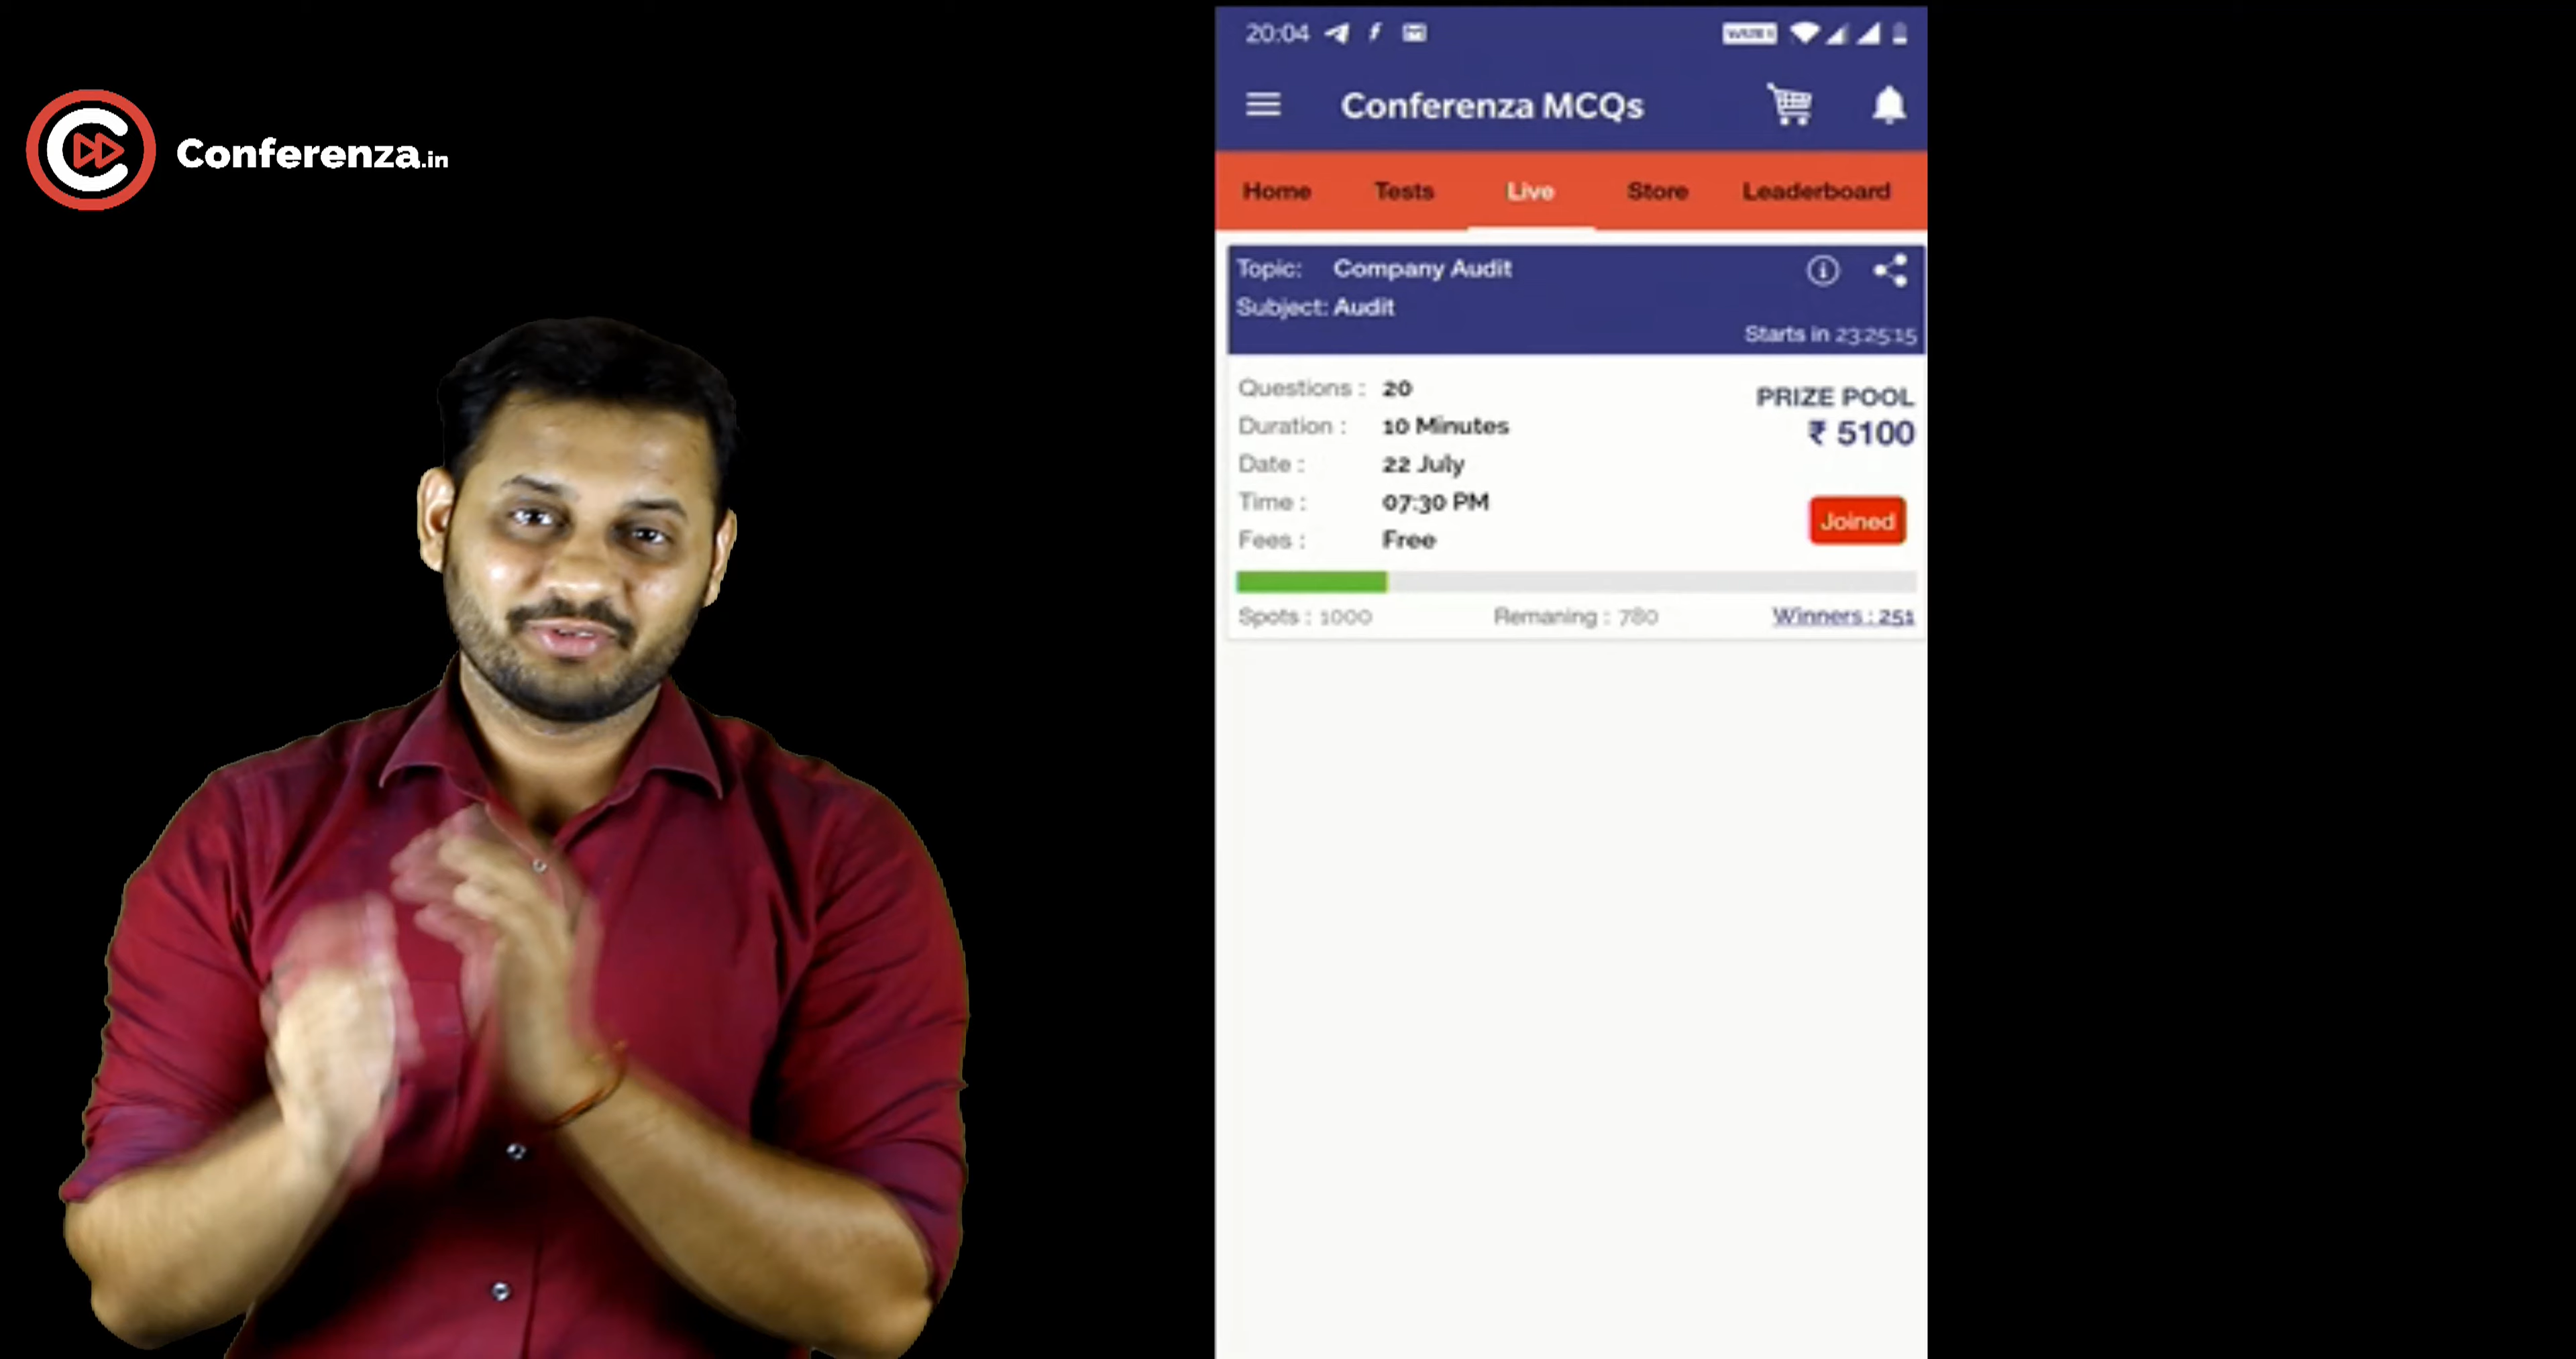 Conferenza.in
20:04
Conferenza MCQs
Home Tests Live Store Leaderboard
Topic: Company Audit
Subject: Audit
Starts in 23:25:15
Questions : 20
Duration : 10 Minutes
Date : 22 July
Time : 07:30 PM
Fees : Free
PRIZE POOL
₹ 5100
Joined
Spots : 1000 Remaning : 780 Winners : 251